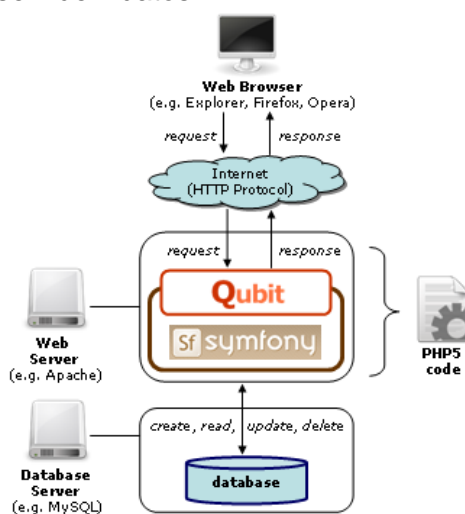 Web Browser
(e.g. Explorer, Firefox, Opera)
request
response
Internet
(HTTP Protocol)
request
response
Qubit
Sf symfony
Web
Server
(e.g. Apache)
PHP5
code
create, read, update, delete
database
Database
Server
(e.g. MySQL)